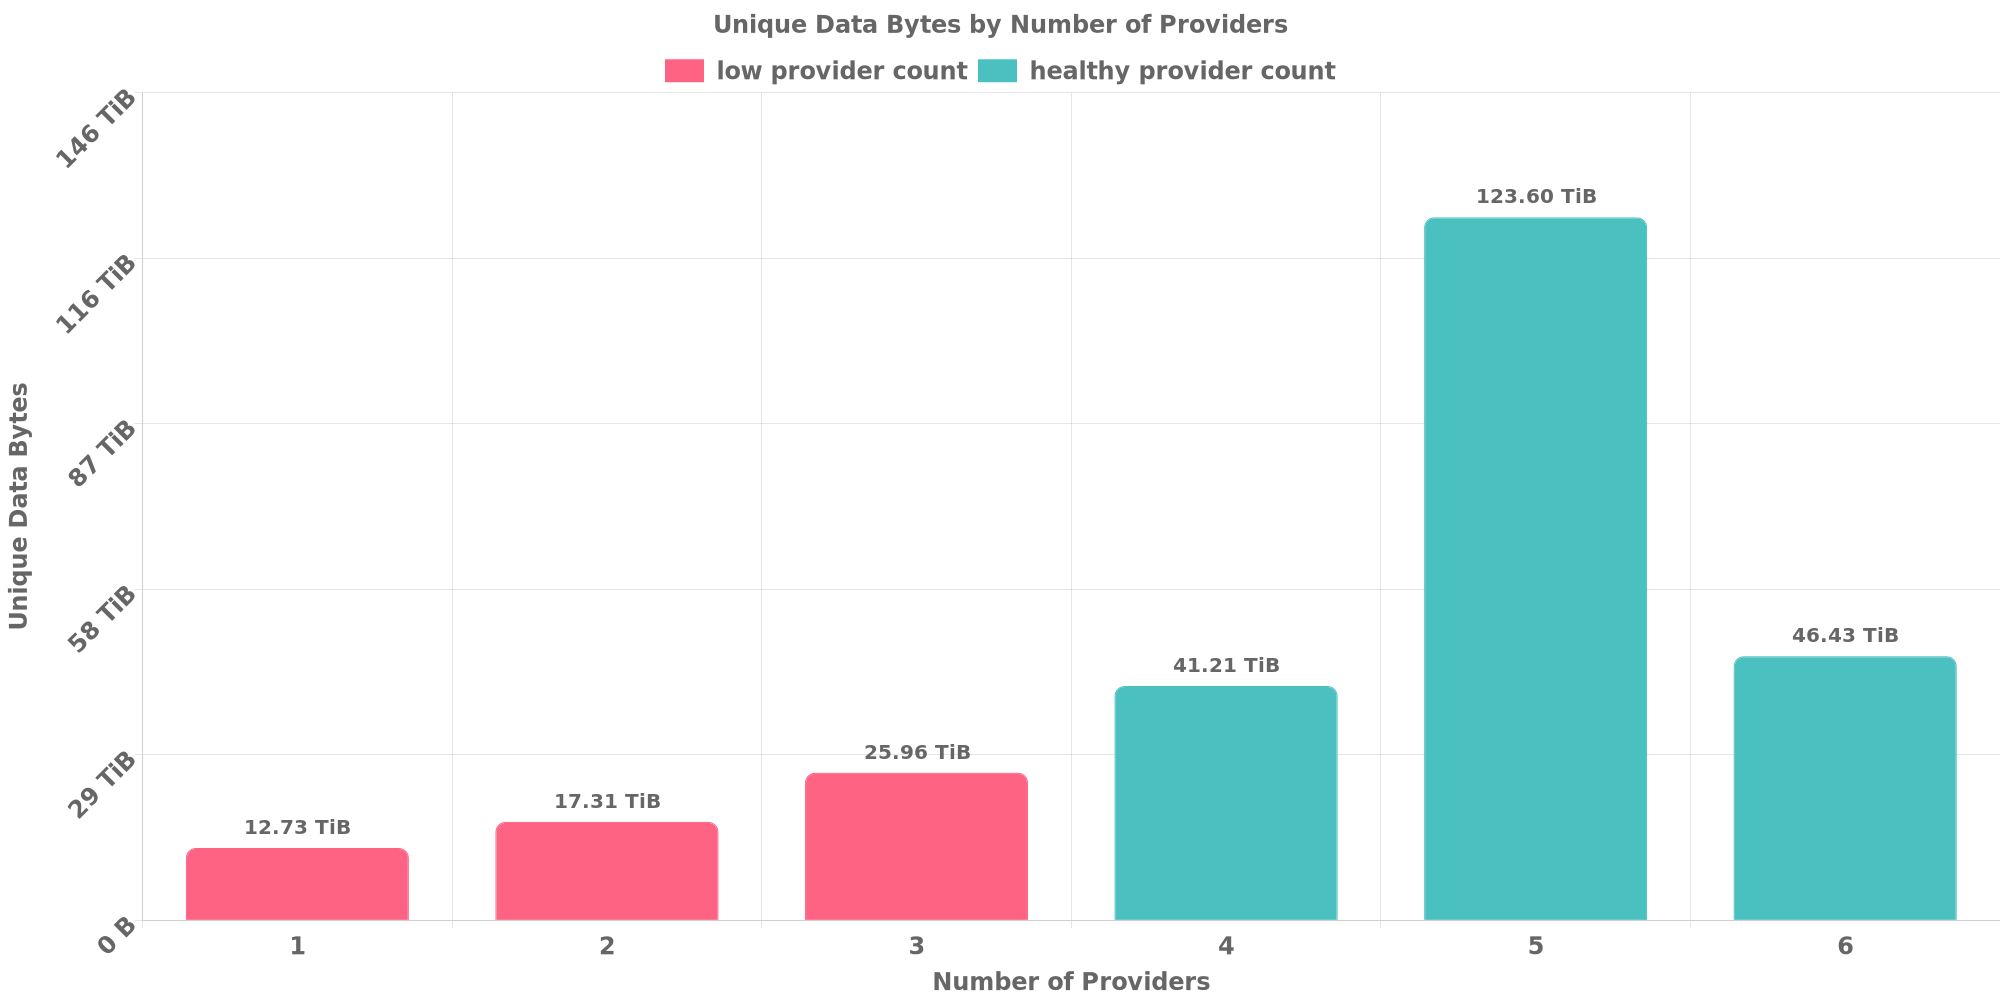 Unique Data Bytes by Number of Providers
low provider count healthy provider count
146 TiB
116 TiB
87 TiB
58 TiB
29 TiB
0 B
Unique Data Bytes
12.73 TiB
17.31 TiB
25.96 TiB
41.21 TiB
123.60 TiB
46.43 TiB
1 2 3 4 5 6
Number of Providers